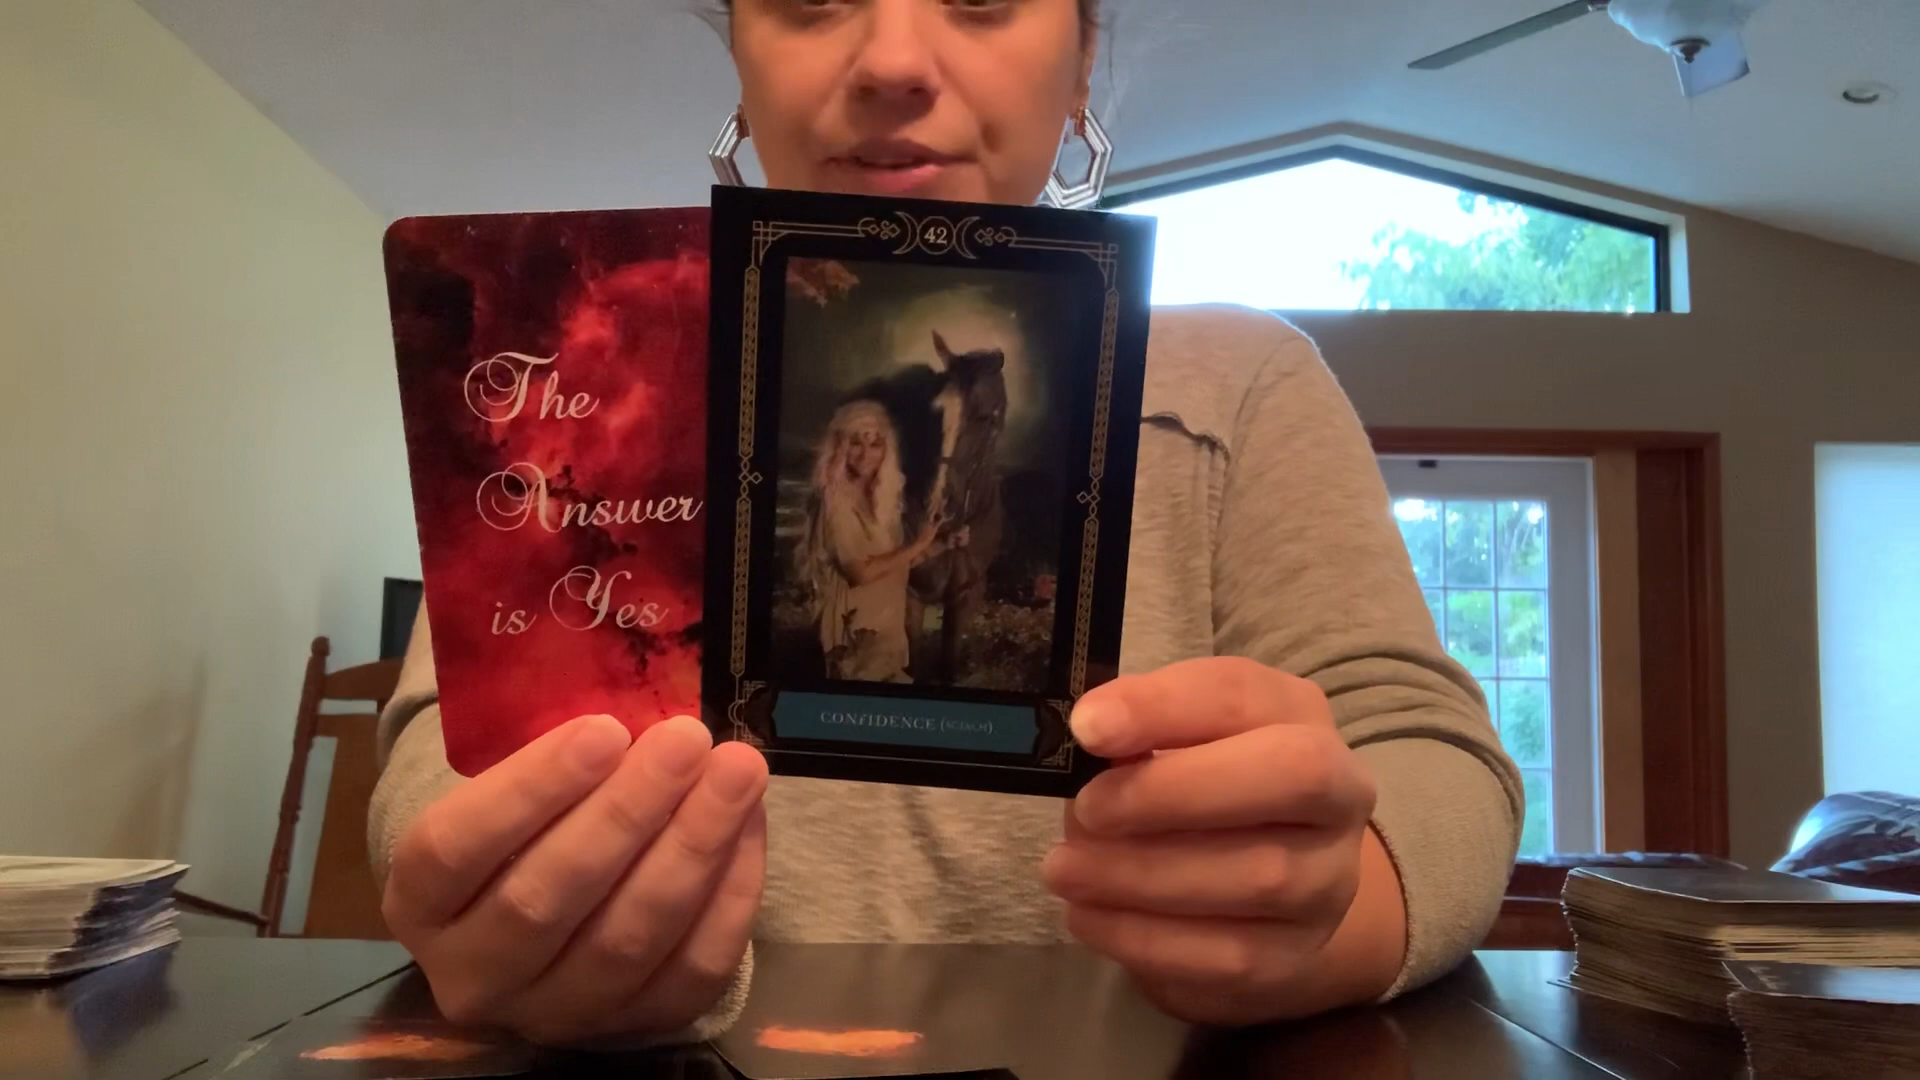 The
Answer
is Yes
42
CONFIDENCE